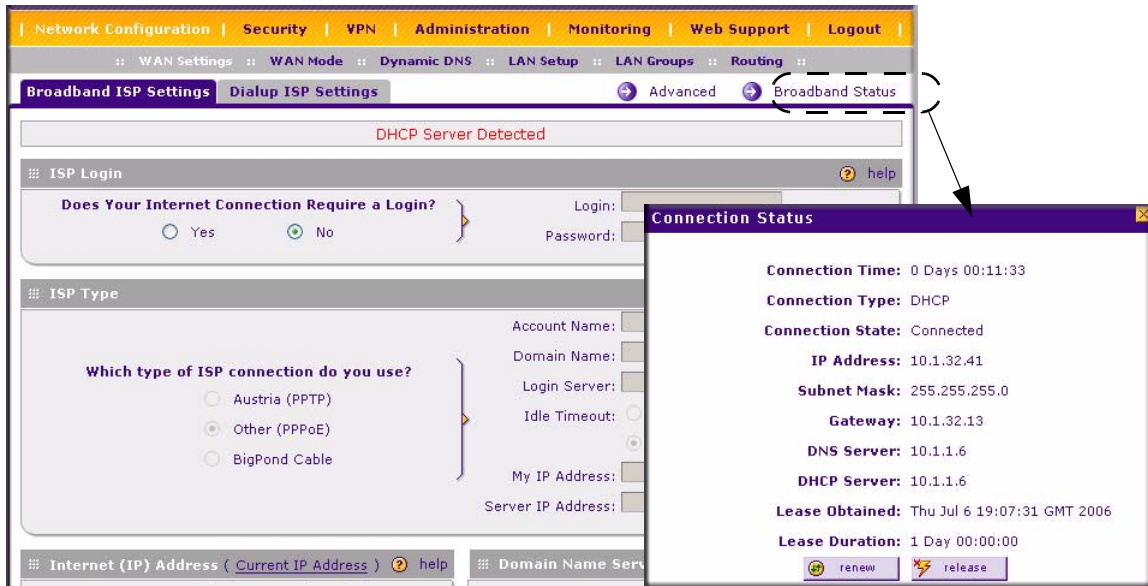 Network Configuration | Security | VPN | Administration | Monitoring | Web Support | Logout |
:: WAN Settings :: WAN Mode :: Dynamic DNS :: LAN Setup :: LAN Groups :: Routing ::
Broadband ISP Settings Dialup ISP Settings Advanced Broadband Status
DHCP Server Detected
ISP Login help
Does Your Internet Connection Require a Login?
Yes No
Login:
Password:
ISP Type
Which type of ISP connection do you use?
Austria (PPTP)
Other (PPPoE)
BigPond Cable
Account Name:
Domain Name:
Login Server:
Idle Timeout:
My IP Address:
Server IP Address:
Internet (IP) Address ( Current IP Address ) help
Domain Name Serv
Connection Status
Connection Time: 0 Days 00:11:33
Connection Type: DHCP
Connection State: Connected
IP Address: 10.1.32.41
Subnet Mask: 255.255.255.0
Gateway: 10.1.32.13
DNS Server: 10.1.1.6
DHCP Server: 10.1.1.6
Lease Obtained: Thu Jul 6 19:07:31 GMT 2006
Lease Duration: 1 Day 00:00:00
renew release